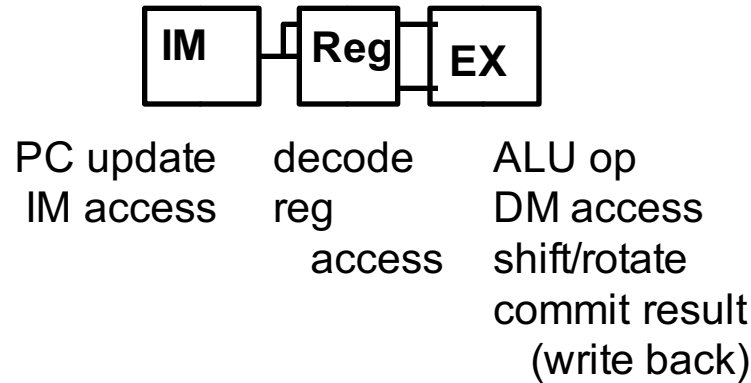 IM Reg EX
PC update decode ALU op
IM access reg DM access
access shift/rotate
commit result
(write back)